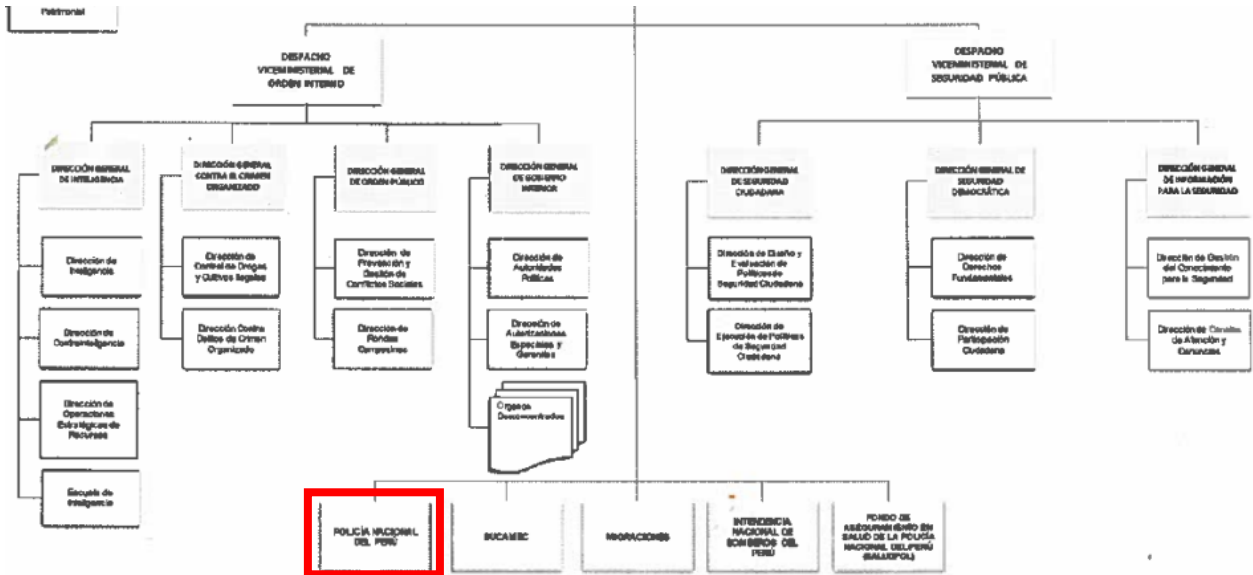 Patrimonial
DESPACHO
VICEMINISTERIAL DE
ORDEN INTERNO
DESPACHO
VICEMINISTERIAL DE
SEGURIDAD PÚBLICA
DIRECCIÓN GENERAL
DE INTELIGENCIA
DIRECCIÓN GENERAL
CONTRA EL CRIMEN
ORGANIZADO
DIRECCIÓN GENERAL
DE ORDEN PÚBLICO
DIRECCIÓN GENERAL
DE GOBIERNO
INTERIOR
DIRECCIÓN GENERAL
DE SEGURIDAD
CIUDADANA
DIRECCIÓN GENERAL DE
SEGURIDAD
DEMOCRÁTICA
DIRECCIÓN GENERAL
DE INFORMACIÓN
PARA LA SEGURIDAD
Dirección de
Inteligencia
Dirección de
Control de Drogas
y Cultivos Ilegales
Dirección de
Prevención y
Gestión de
Conflictos Sociales
Dirección de
Autoridades
Políticas
Dirección de Diseño y
Evaluación de
Políticas de
Seguridad Ciudadana
Dirección de
Derechos
Fundamentales
Dirección de Gestión
del Conocimiento
para la Seguridad
Dirección de
Contrainteligencia
Dirección Contra
Delitos de Crimen
Organizado
Dirección de
Rondas
Campesinas
Dirección de
Autorizaciones
Especiales y
Garantías
Dirección de
Ejecución de Políticas
de Seguridad
Ciudadana
Dirección de
Participación
Ciudadana
Dirección de Canales
de Atención y
Denuncias
Dirección de
Operaciones
Estratégicas de
Recursos
Órganos
Desconcentrados
Escuela de
Inteligencia
POLICÍA NACIONAL
DEL PERÚ
SUCAMEC
MIGRACIONES
INTENDENCIA
NACIONAL DE
BOMBEROS DEL
PERÚ
FONDO DE
ASEGURAMIENTO EN
SALUD DE LA POLICÍA
NACIONAL DEL PERÚ
(SALUDPOL)